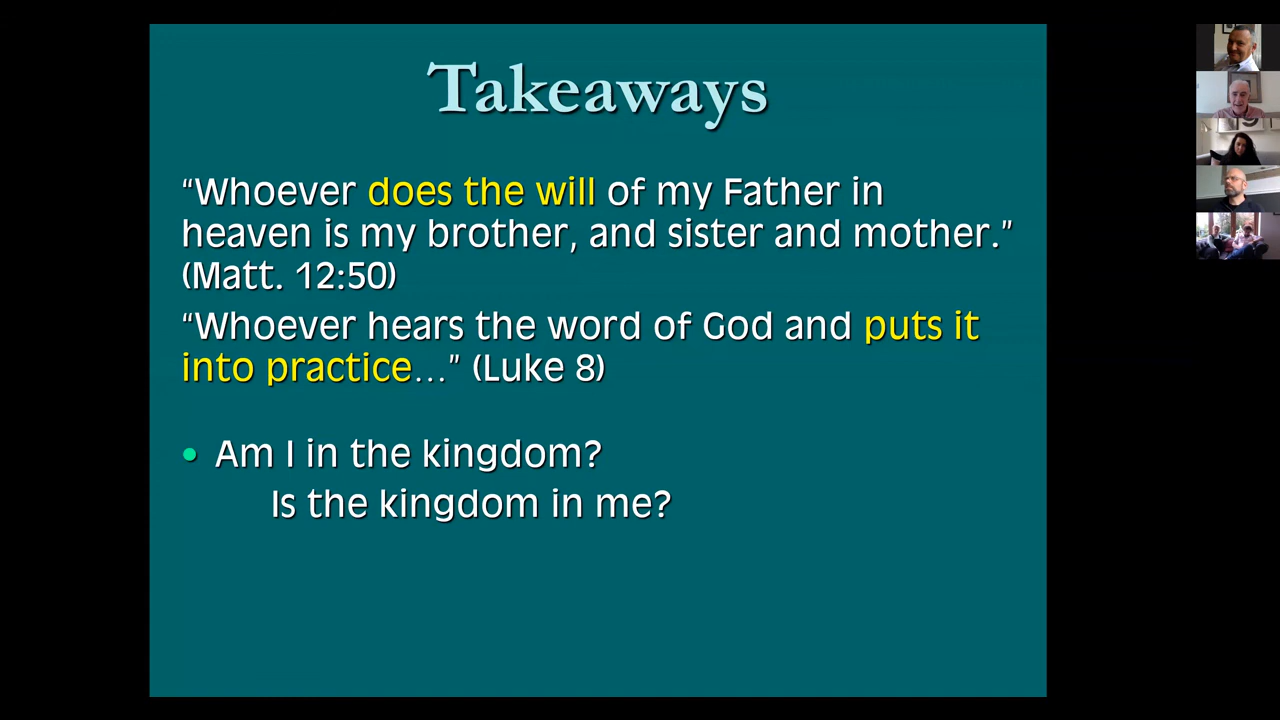 Takeaways
“Whoever does the will of my Father in
heaven is my brother, and sister and mother.”
(Matt. 12:50)
“Whoever hears the word of God and puts it
into practice…” (Luke 8)
• Am I in the kingdom?
Is the kingdom in me?